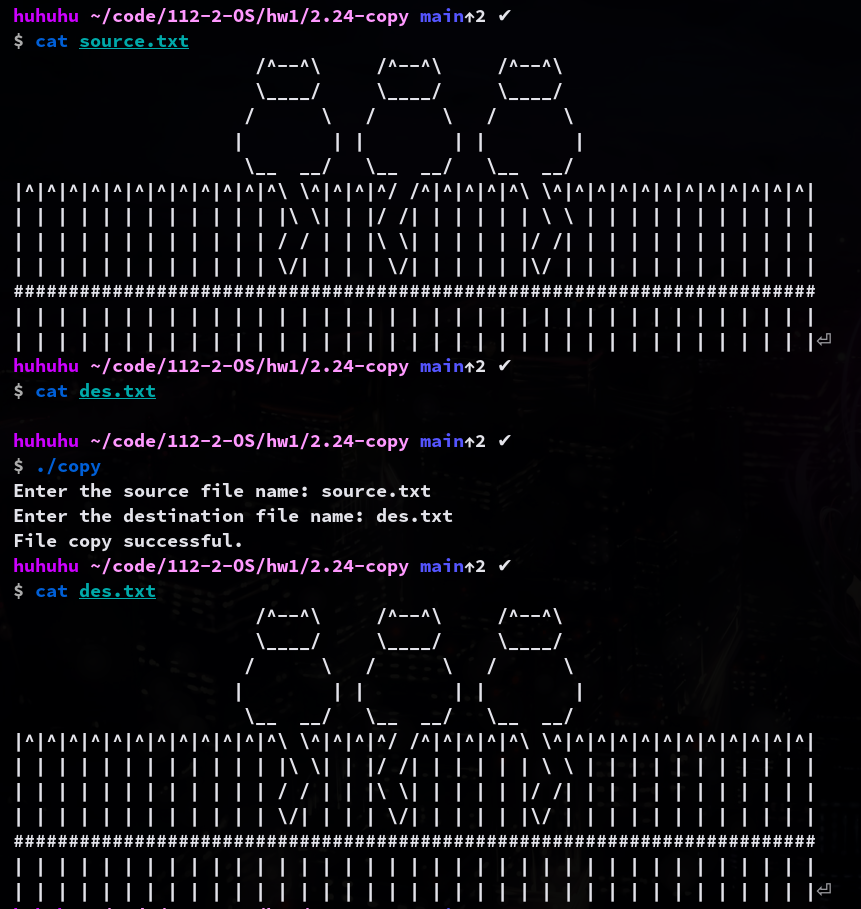 huhuhu ~/code/112-2-OS/hw1/2.24-copy main↑2 ✔
$ cat source.txt
                      /^--^\     /^--^\     /^--^\
                      \____/     \____/     \____/
                     /      \   /      \   /      \
                    |        | |        | |        |
                     \__  __/   \__  __/   \__  __/
|^|^|^|^|^|^|^|^|^|^|^|^\ \^|^|^|^/ /^|^|^|^|^\ \^|^|^|^|^|^|^|^|^|^|^|^|
| | | | | | | | | | | | |\ \| | |/ /| | | | | | \ \ | | | | | | | | | | |
| | | | | | | | | | | | / / | | |\ \| | | | | |/ /| | | | | | | | | | | |
| | | | | | | | | | | | \/| | | | \/| | | | | |\/ | | | | | | | | | | | |
#########################################################################
| | | | | | | | | | | | | | | | | | | | | | | | | | | | | | | | | | | | |
| | | | | | | | | | | | | | | | | | | | | | | | | | | | | | | | | | | | |⏎
huhuhu ~/code/112-2-OS/hw1/2.24-copy main↑2 ✔
$ cat des.txt
huhuhu ~/code/112-2-OS/hw1/2.24-copy main↑2 ✔
$ ./copy
Enter the source file name: source.txt
Enter the destination file name: des.txt
File copy successful.
huhuhu ~/code/112-2-OS/hw1/2.24-copy main↑2 ✔
$ cat des.txt
                      /^--^\     /^--^\     /^--^\
                      \____/     \____/     \____/
                     /      \   /      \   /      \
                    |        | |        | |        |
                     \__  __/   \__  __/   \__  __/
|^|^|^|^|^|^|^|^|^|^|^|^\ \^|^|^|^/ /^|^|^|^|^\ \^|^|^|^|^|^|^|^|^|^|^|^|
| | | | | | | | | | | | |\ \| | |/ /| | | | | | \ \ | | | | | | | | | | |
| | | | | | | | | | | | / / | | |\ \| | | | | |/ /| | | | | | | | | | | |
| | | | | | | | | | | | \/| | | | \/| | | | | |\/ | | | | | | | | | | | |
#########################################################################
| | | | | | | | | | | | | | | | | | | | | | | | | | | | | | | | | | | | |
| | | | | | | | | | | | | | | | | | | | | | | | | | | | | | | | | | | | |⏎